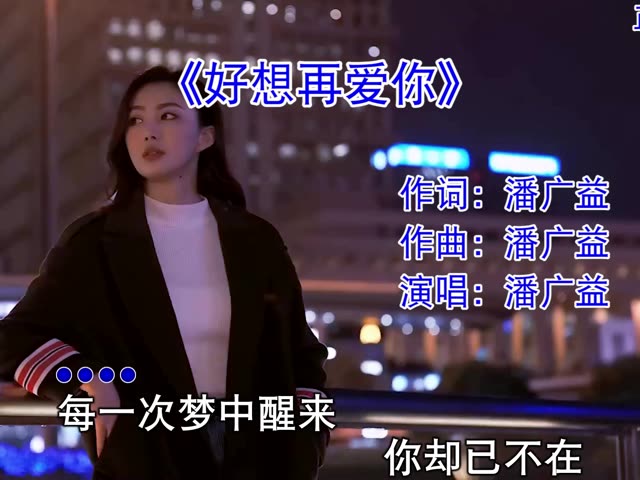 《好想再爱你》
作词：潘广益
作曲：潘广益
演唱：潘广益
每一次梦中醒来
你却已不在